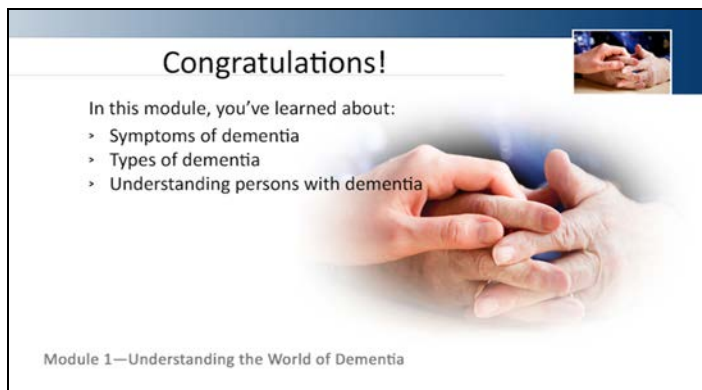 Congratulations!
In this module, you’ve learned about:
> Symptoms of dementia
> Types of dementia
> Understanding persons with dementia
Module 1—Understanding the World of Dementia